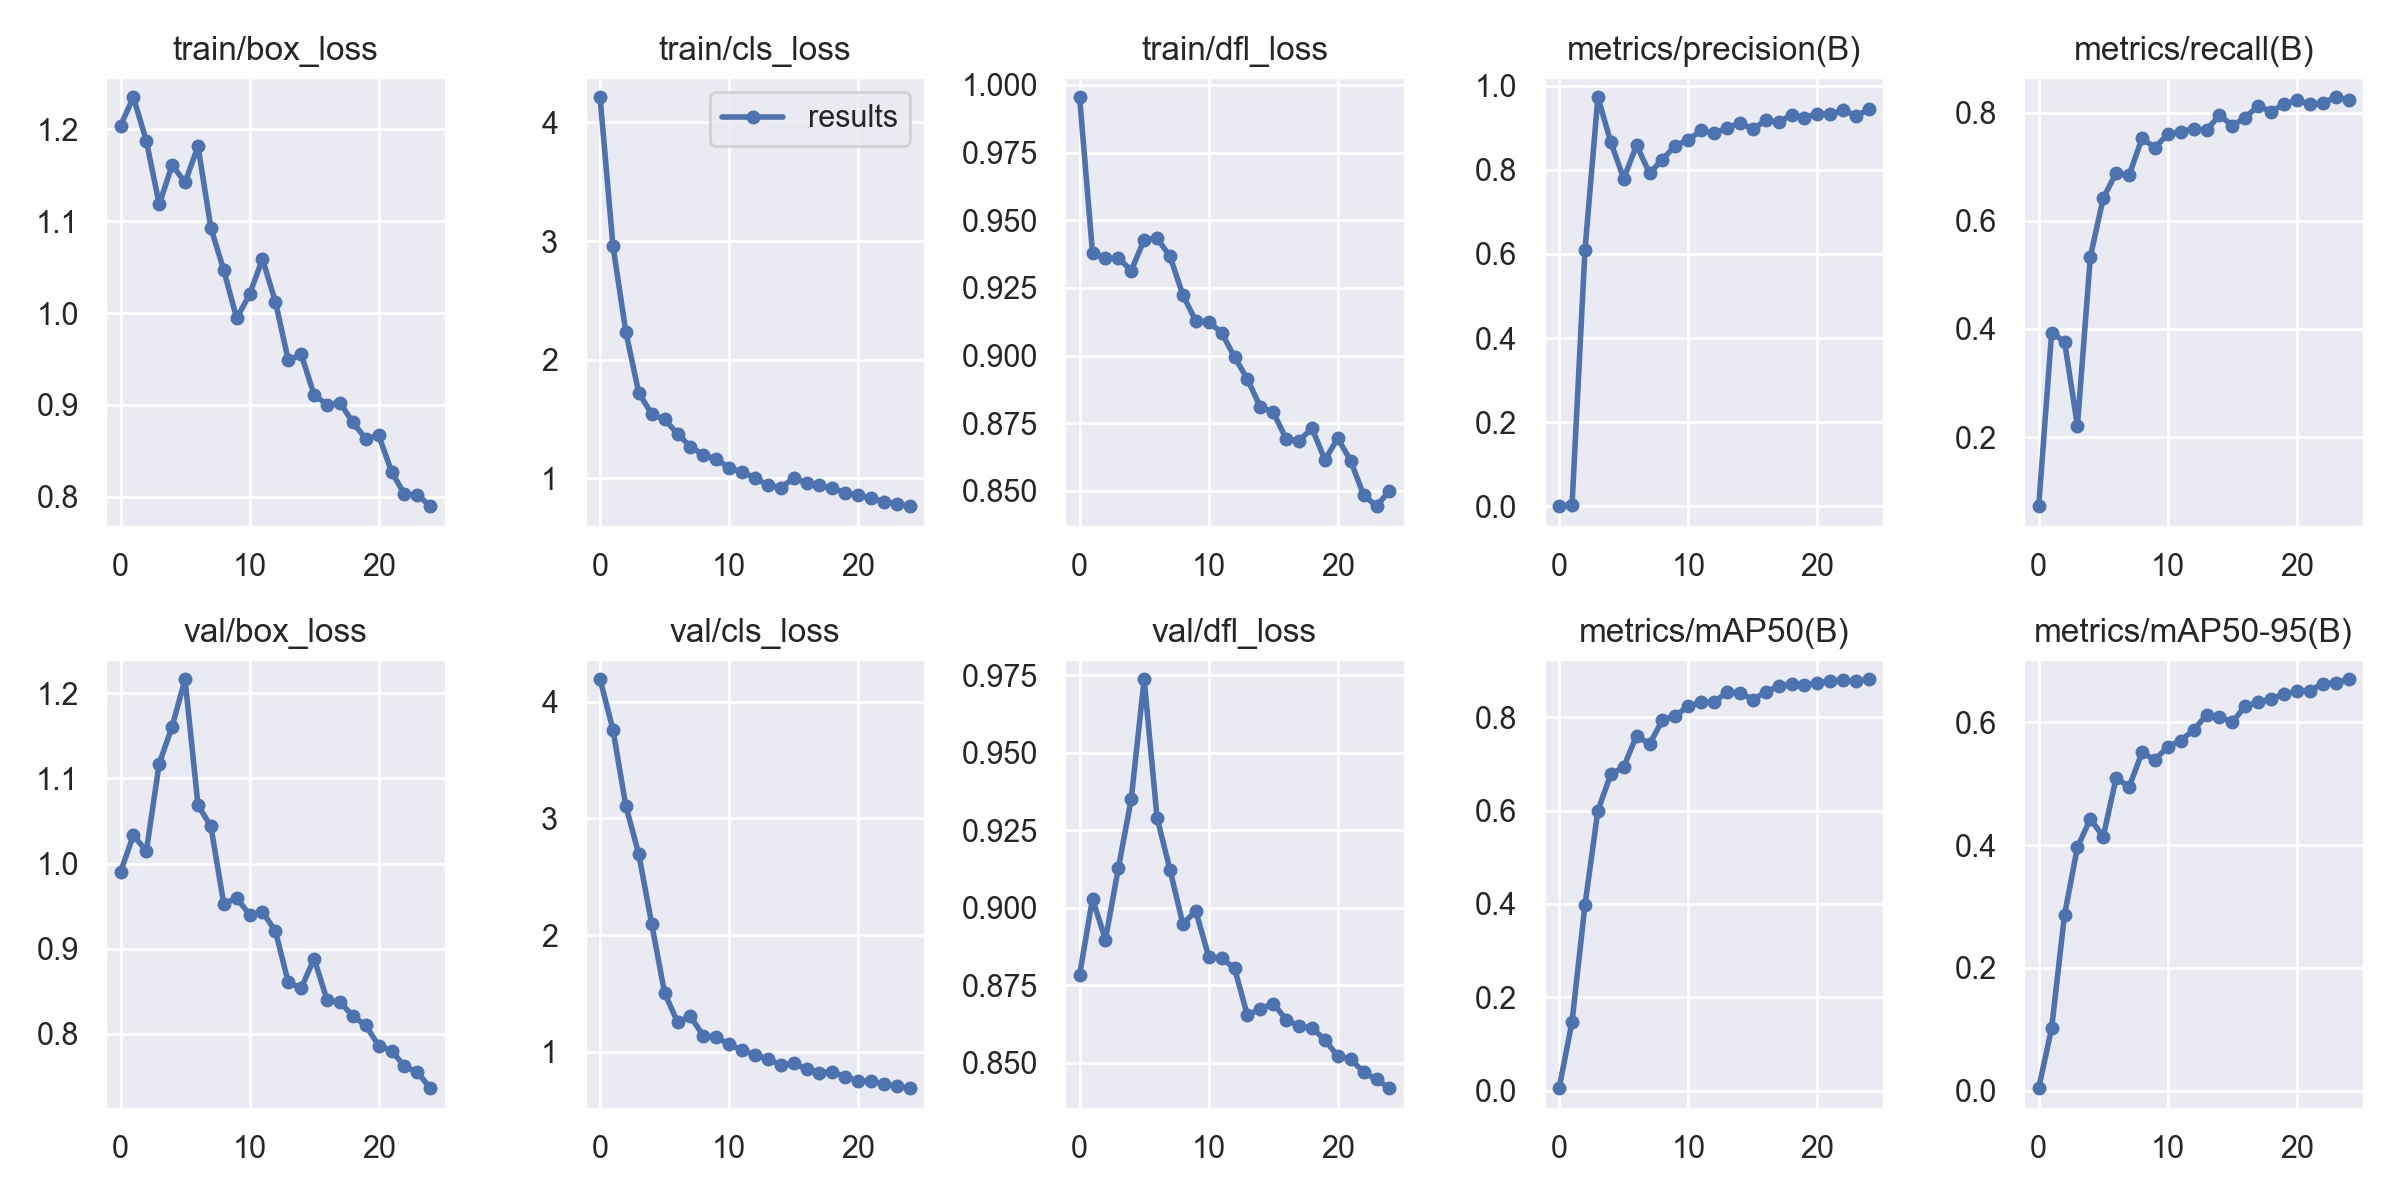 train/box_loss
1.2
1.1
1.0
0.9
0.8
0 10 20
train/cls_loss
results
4
3
2
1
0 10 20
train/dfl_loss
1.000
0.975
0.950
0.925
0.900
0.875
0.850
0 10 20
metrics/precision(B)
1.0
0.8
0.6
0.4
0.2
0.0
0 10 20
metrics/recall(B)
0.8
0.6
0.4
0.2
0 10 20
val/box_loss
1.2
1.1
1.0
0.9
0.8
0 10 20
val/cls_loss
4
3
2
1
0 10 20
val/dfl_loss
0.975
0.950
0.925
0.900
0.875
0.850
0 10 20
metrics/mAP50(B)
0.8
0.6
0.4
0.2
0.0
0 10 20
metrics/mAP50-95(B)
0.6
0.4
0.2
0.0
0 10 20